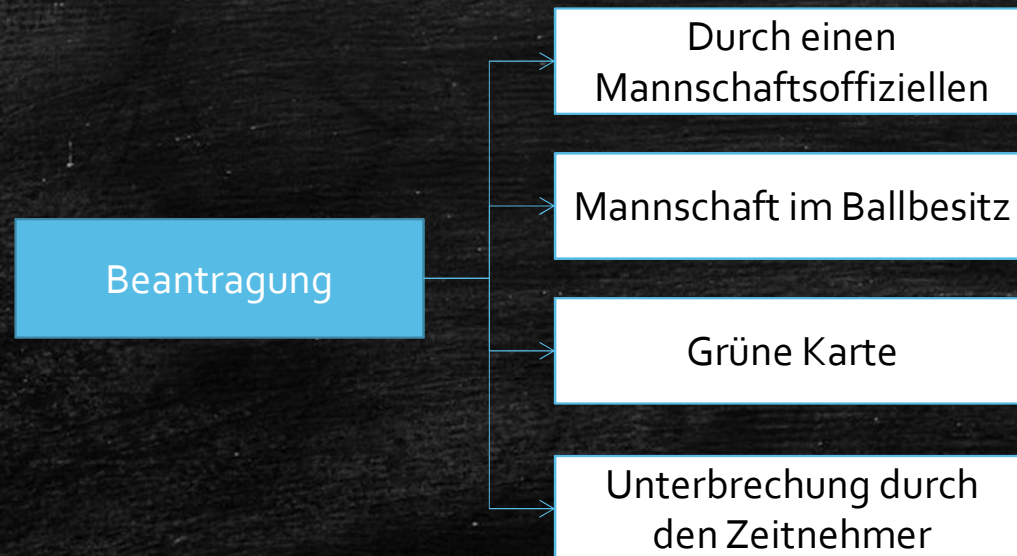 Beantragung
Durch einen
Mannschaftsoffiziellen
Mannschaft im Ballbesitz
Grüne Karte
Unterbrechung durch
den Zeitnehmer